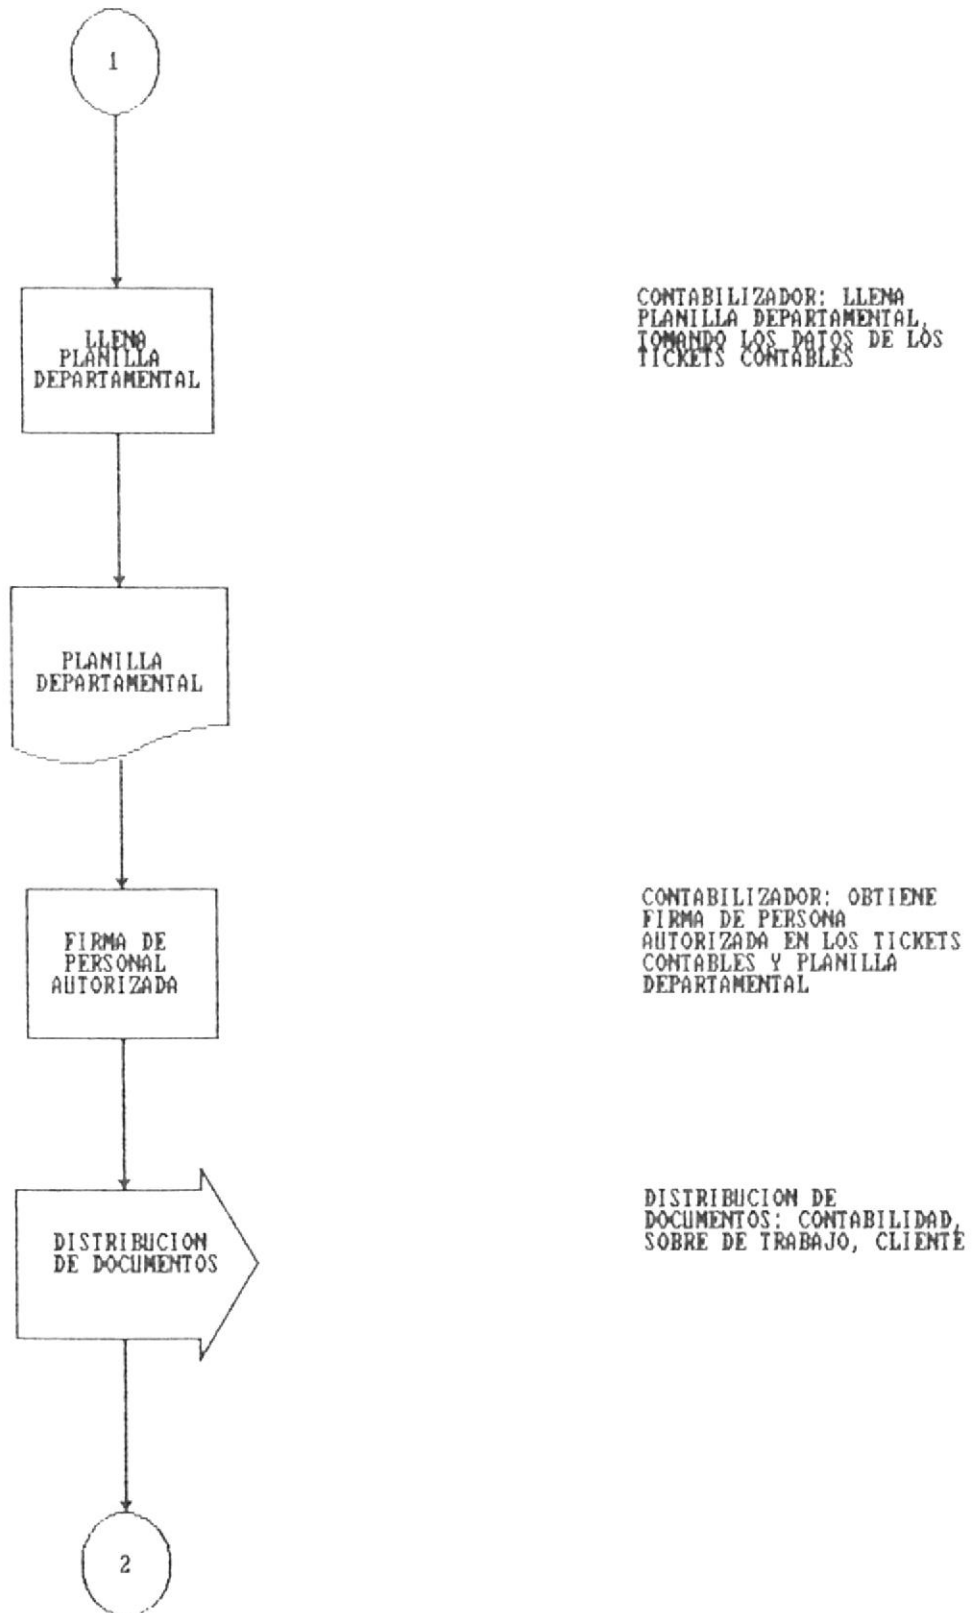 1
LLENA
PLANILLA
DEPARTAMENTAL
CONTABILIZADOR: LLENA
PLANILLA DEPARTAMENTAL,
TOMANDO LOS DATOS DE LOS
TICKETS CONTABLES
PLANILLA
DEPARTAMENTAL
FIRMA DE
PERSONAL
AUTORIZADA
CONTABILIZADOR: OBTIENE
FIRMA DE PERSONA
AUTORIZADA EN LOS TICKETS
CONTABLES Y PLANILLA
DEPARTAMENTAL
DISTRIBUCION
DE DOCUMENTOS
DISTRIBUCION DE
DOCUMENTOS: CONTABILIDAD,
SOBRE DE TRABAJO, CLIENTE
2